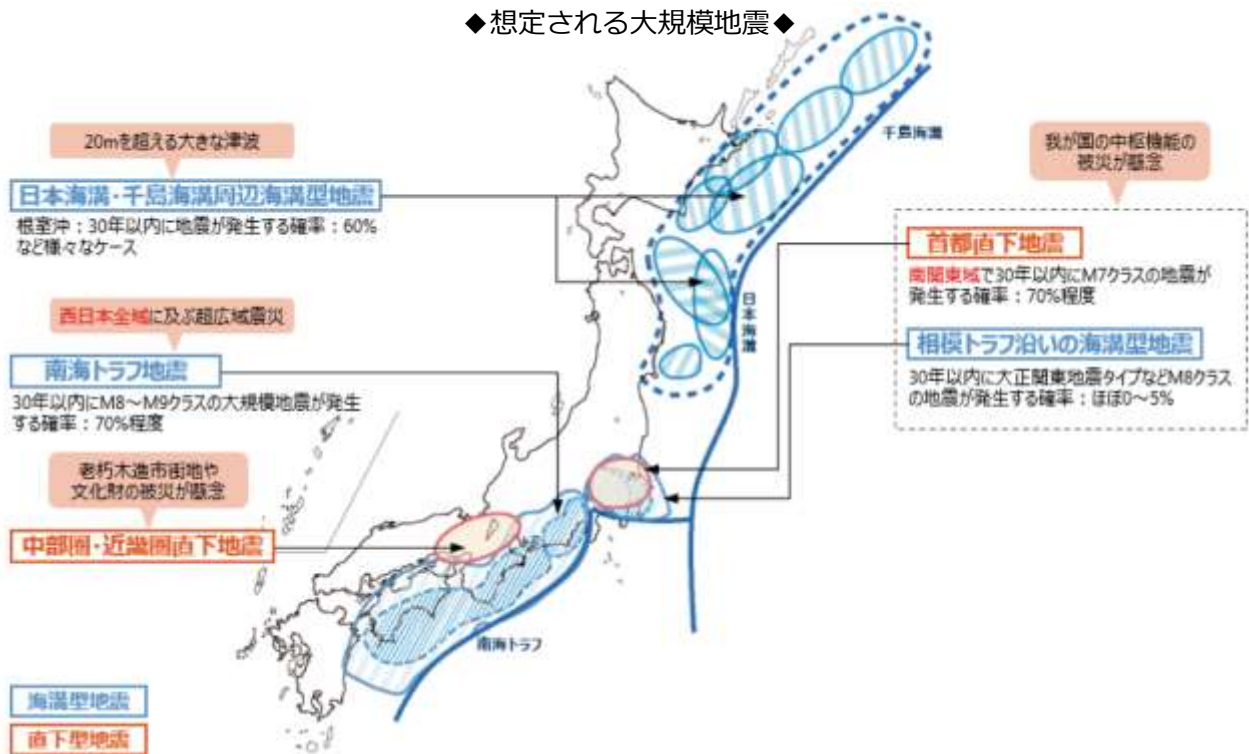 ◆想定される大規模地震◆
20mを超える大きな津波
日本海溝・千島海溝周辺海溝型地震
根室沖：30年以内に地震が発生する確率：60%
など様々なケース
西日本全域に及ぶ超広域震災
南海トラフ地震
30年以内にM8～M9クラスの大規模地震が発生
する確率：70%程度
老朽木造市街地や
文化財の被災が懸念
中部圏・近畿圏直下地震
海溝型地震
直下型地震
千島海溝
日本海溝
南海トラフ
我が国の中枢機能の
被災が懸念
首都直下地震
南関東域で30年以内にM7クラスの地震が
発生する確率：70%程度
相模トラフ沿いの海溝型地震
30年以内に大正関東地震タイプなどM8クラス
の地震が発生する確率：ほぼ0～5%